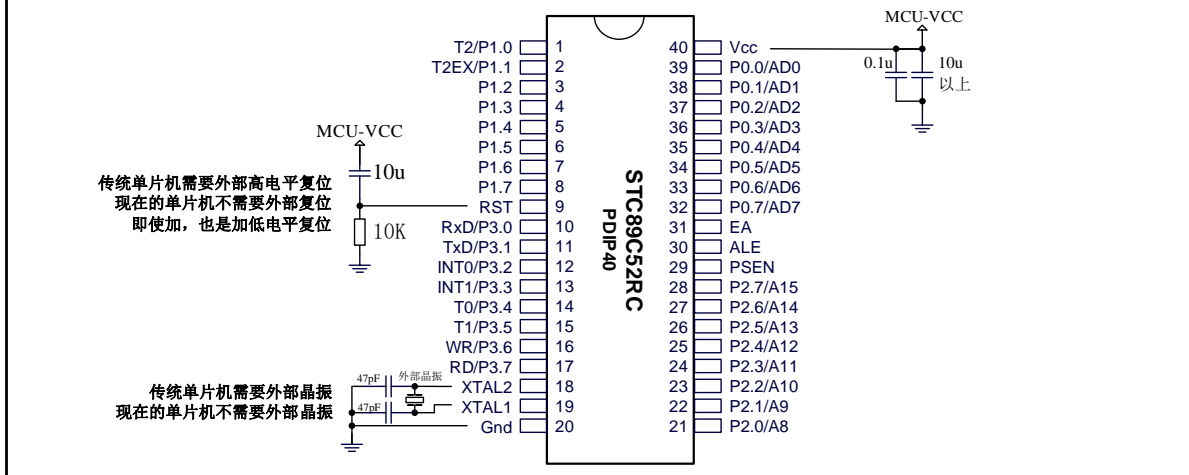 MCU-VCC
T2/P1.0 1 40 Vcc
T2EX/P1.1 2 39 P0.0/AD0 0.1u 10u
P1.2 3 38 P0.1/AD1 以上
P1.3 4 37 P0.2/AD2
P1.4 5 36 P0.3/AD3
MCU-VCC
P1.5 6 35 P0.4/AD4
P1.6 7 34 P0.5/AD5
10u
传统单片机需要外部高电平复位
现在的单片机不需要外部复位
即使加，也是加低电平复位
10K
P1.7 8 33 P0.6/AD6
RST 9 32 P0.7/AD7
RxD/P3.0 10 31 EA
TxD/P3.1 11 30 ALE
INT0/P3.2 12 29 PSEN
INT1/P3.3 13 28 P2.7/A15
T0/P3.4 14 27 P2.6/A14
T1/P3.5 15 26 P2.5/A13
WR/P3.6 16 25 P2.4/A12
RD/P3.7 17 24 P2.3/A11
47pF 外部晶振
XTAL2 18 23 P2.2/A10
47pF
XTAL1 19 22 P2.1/A9
Gnd 20 21 P2.0/A8
传统单片机需要外部晶振
现在的单片机不需要外部晶振
STC89C52RC
PDIP40